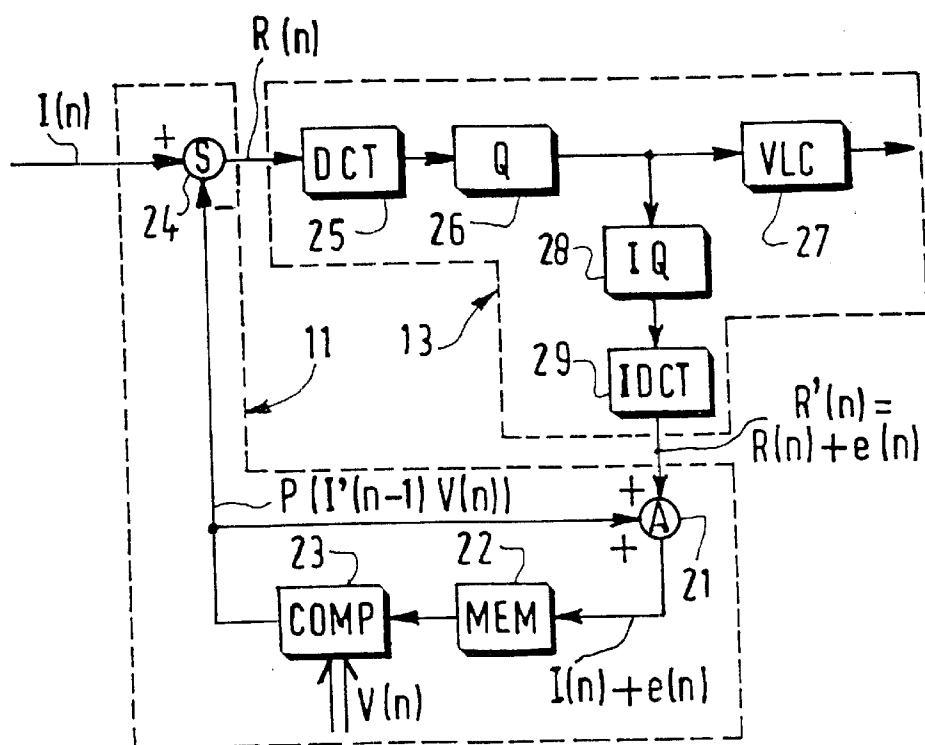 R(n)
I(n)
+
S
-
24
DCT
25
Q
26
VLC
27
28
IQ
11
13
29
IDCT
R'(n) =
R(n)+e(n)
P(I'(n-1) V(n))
+
+
A
21
23
COMP
22
MEM
I(n)+e(n)
V(n)